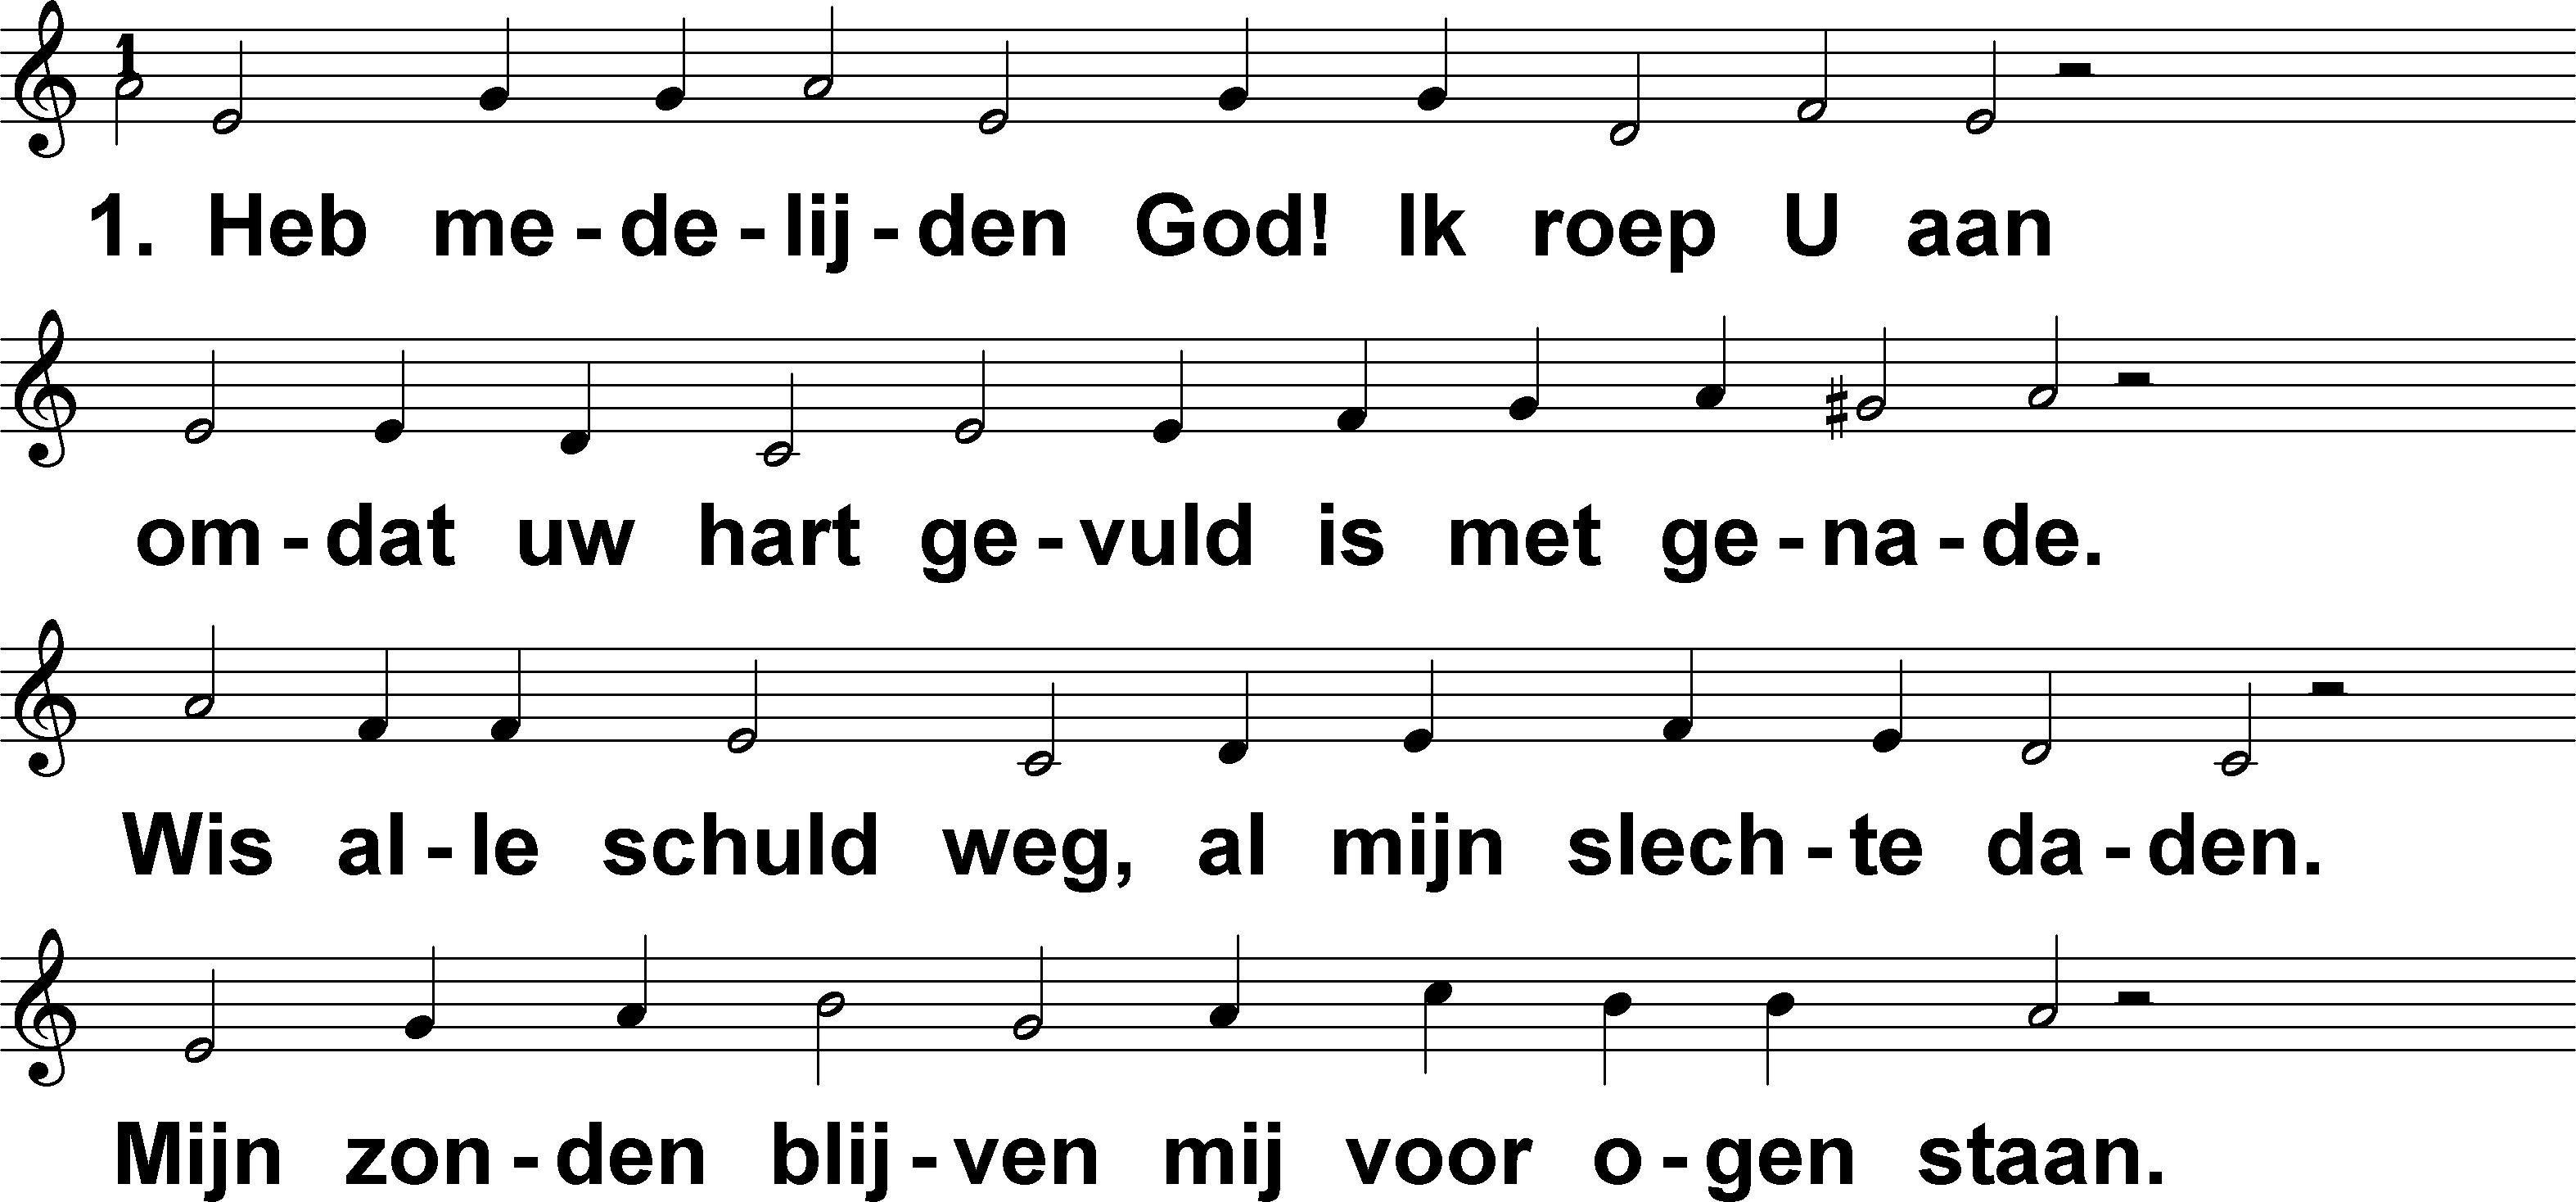 1
1. Heb me - de - lij - den God! Ik roep U aan
om - dat uw hart ge - vuld is met ge - na - de.
Wis al - le schuld weg, al mijn slech - te da - den.
Mijn zon - den blij - ven mij voor o - gen staan.